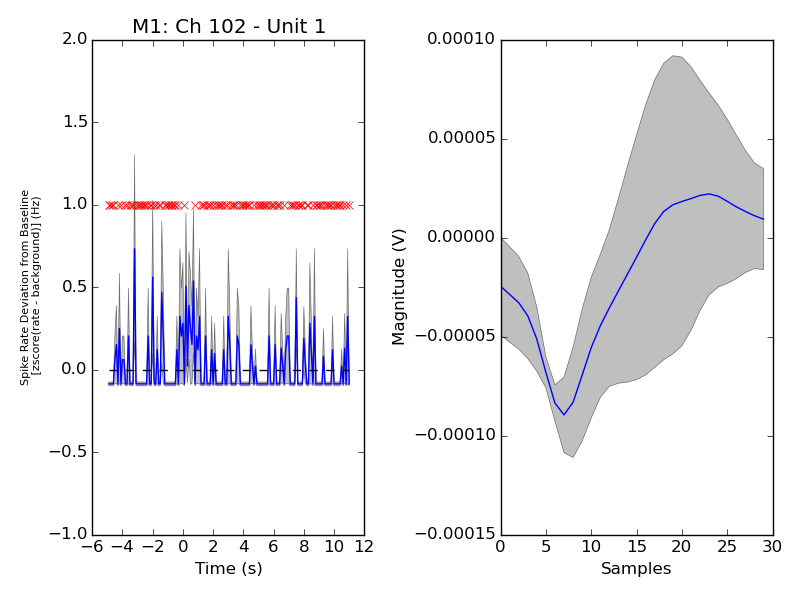 M1: Ch 102 - Unit 1
2.0
1.5
1.0
0.5
0.0
−0.5
−1.0
−6 −4 −2 0 2 4 6 8 10 12
Time (s)
Spike Rate Deviation from Baseline
[zscore(rate - background)] (Hz)
0.00010
0.00005
0.00000
−0.00005
−0.00010
−0.00015
0 5 10 15 20 25 30
Samples
Magnitude (V)